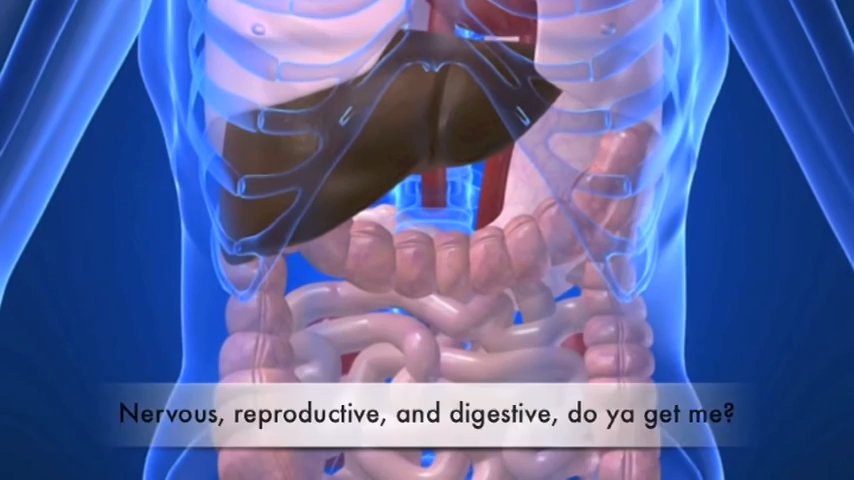 Nervous, reproductive, and digestive, do ya get me?